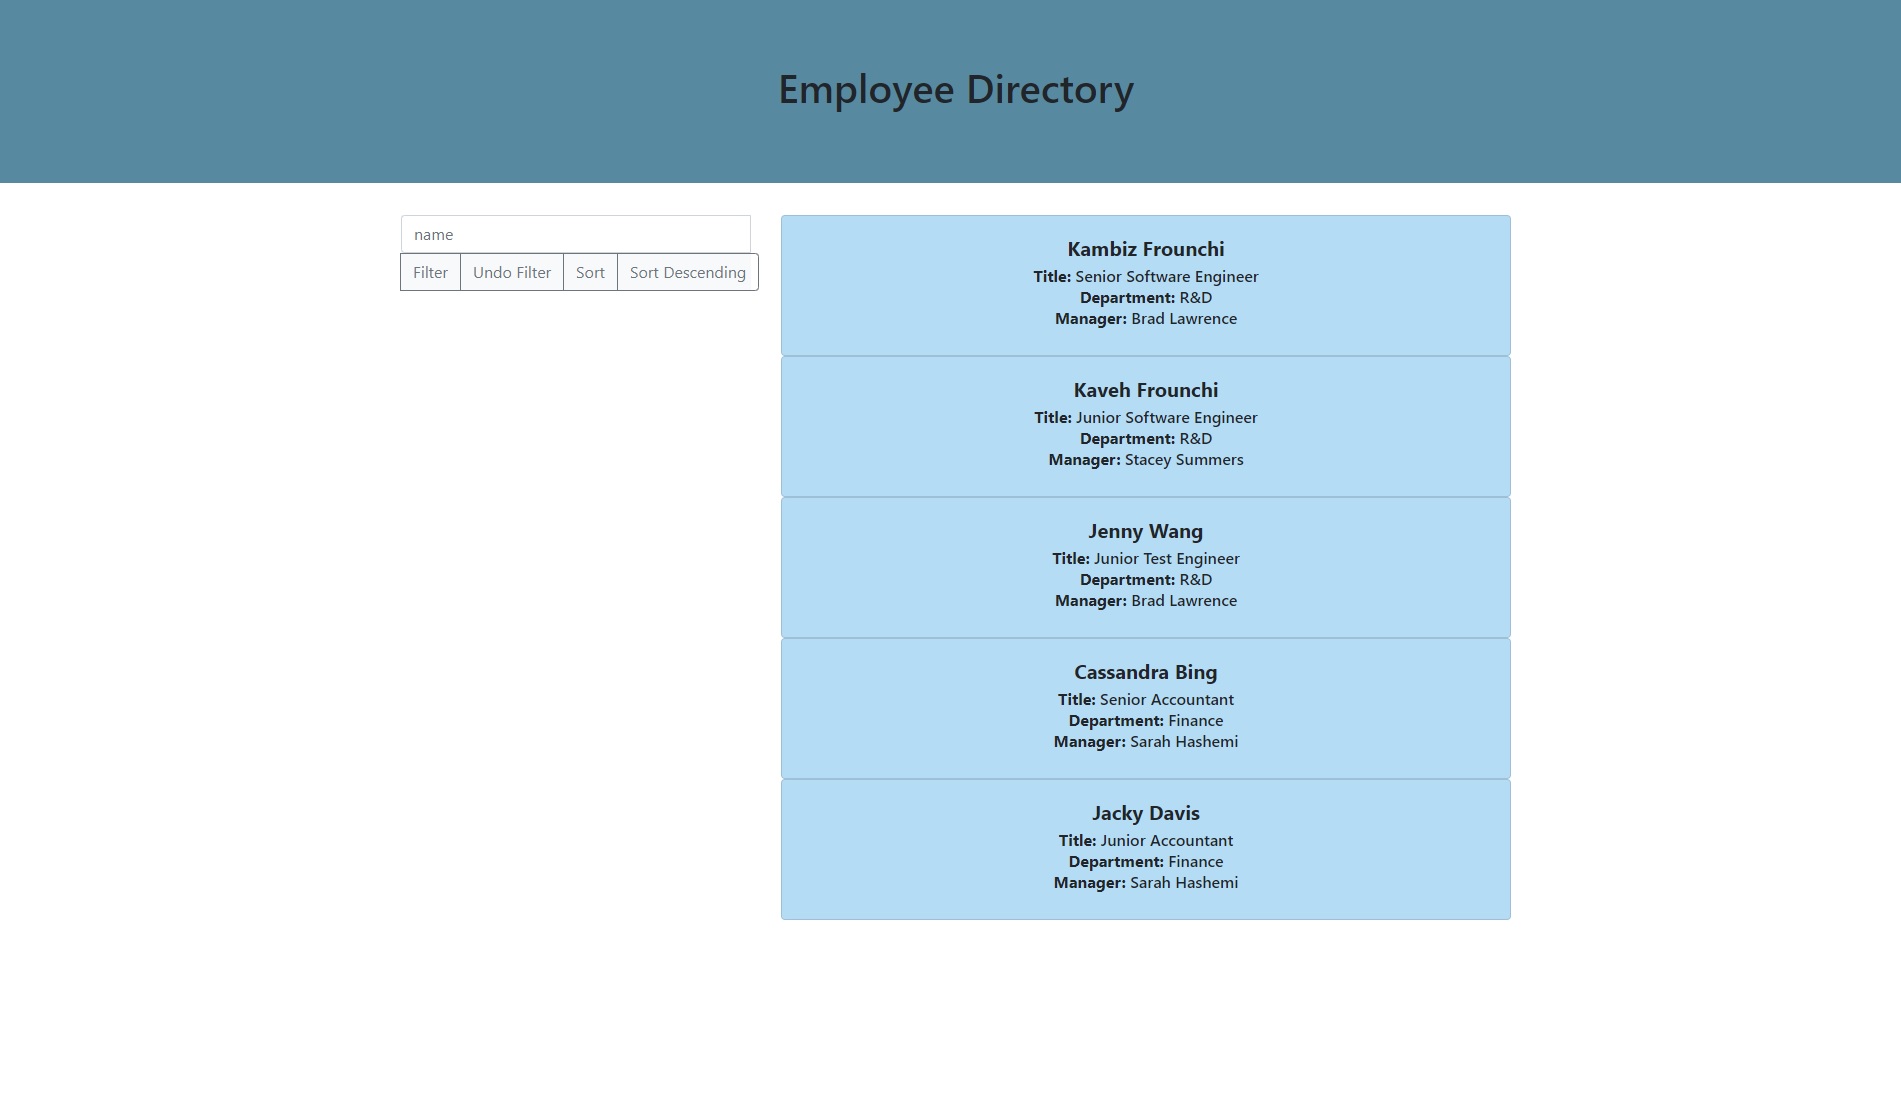 Employee Directory
name
Filter Undo Filter Sort Sort Descending
Kambiz Frounchi
Title: Senior Software Engineer
Department: R&D
Manager: Brad Lawrence
Kaveh Frounchi
Title: Junior Software Engineer
Department: R&D
Manager: Stacey Summers
Jenny Wang
Title: Junior Test Engineer
Department: R&D
Manager: Brad Lawrence
Cassandra Bing
Title: Senior Accountant
Department: Finance
Manager: Sarah Hashemi
Jacky Davis
Title: Junior Accountant
Department: Finance
Manager: Sarah Hashemi